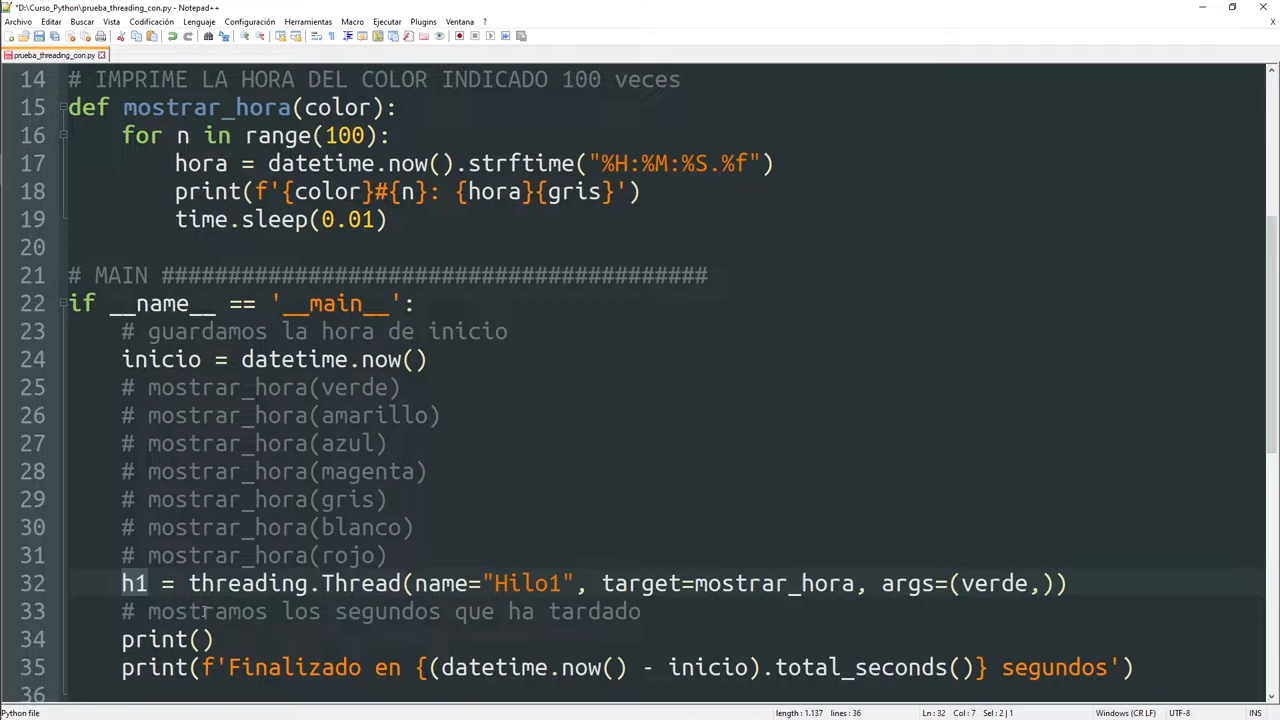 *D:\Curso_Python\prueba_threading_con.py - Notepad++
Archivo Editar Buscar Vista Codificación Lenguaje Configuración Herramientas Macro Ejecutar Plugins Ventana ?
prueba_threading_con.py
14 # IMPRIME LA HORA DEL COLOR INDICADO 100 veces
15 def mostrar_hora(color):
16 for n in range(100):
17 hora = datetime.now().strftime("%H:%M:%S.%f")
18 print(f'{color}#{n}: {hora}{gris}')
19 time.sleep(0.01)
20
21 # MAIN #########################################
22 if __name__ == '__main__':
23 # guardamos la hora de inicio
24 inicio = datetime.now()
25 # mostrar_hora(verde)
26 # mostrar_hora(amarillo)
27 # mostrar_hora(azul)
28 # mostrar_hora(magenta)
29 # mostrar_hora(gris)
30 # mostrar_hora(blanco)
31 # mostrar_hora(rojo)
32 h1 = threading.Thread(name="Hilo1", target=mostrar_hora, args=(verde,))
33 # mostramos los segundos que ha tardado
34 print()
35 print(f'Finalizado en {(datetime.now() - inicio).total_seconds()} segundos')
36
Python file length : 1.137 lines : 36 Ln : 32 Col : 7 Sel : 2 | 1 Windows (CR LF) UTF-8 INS